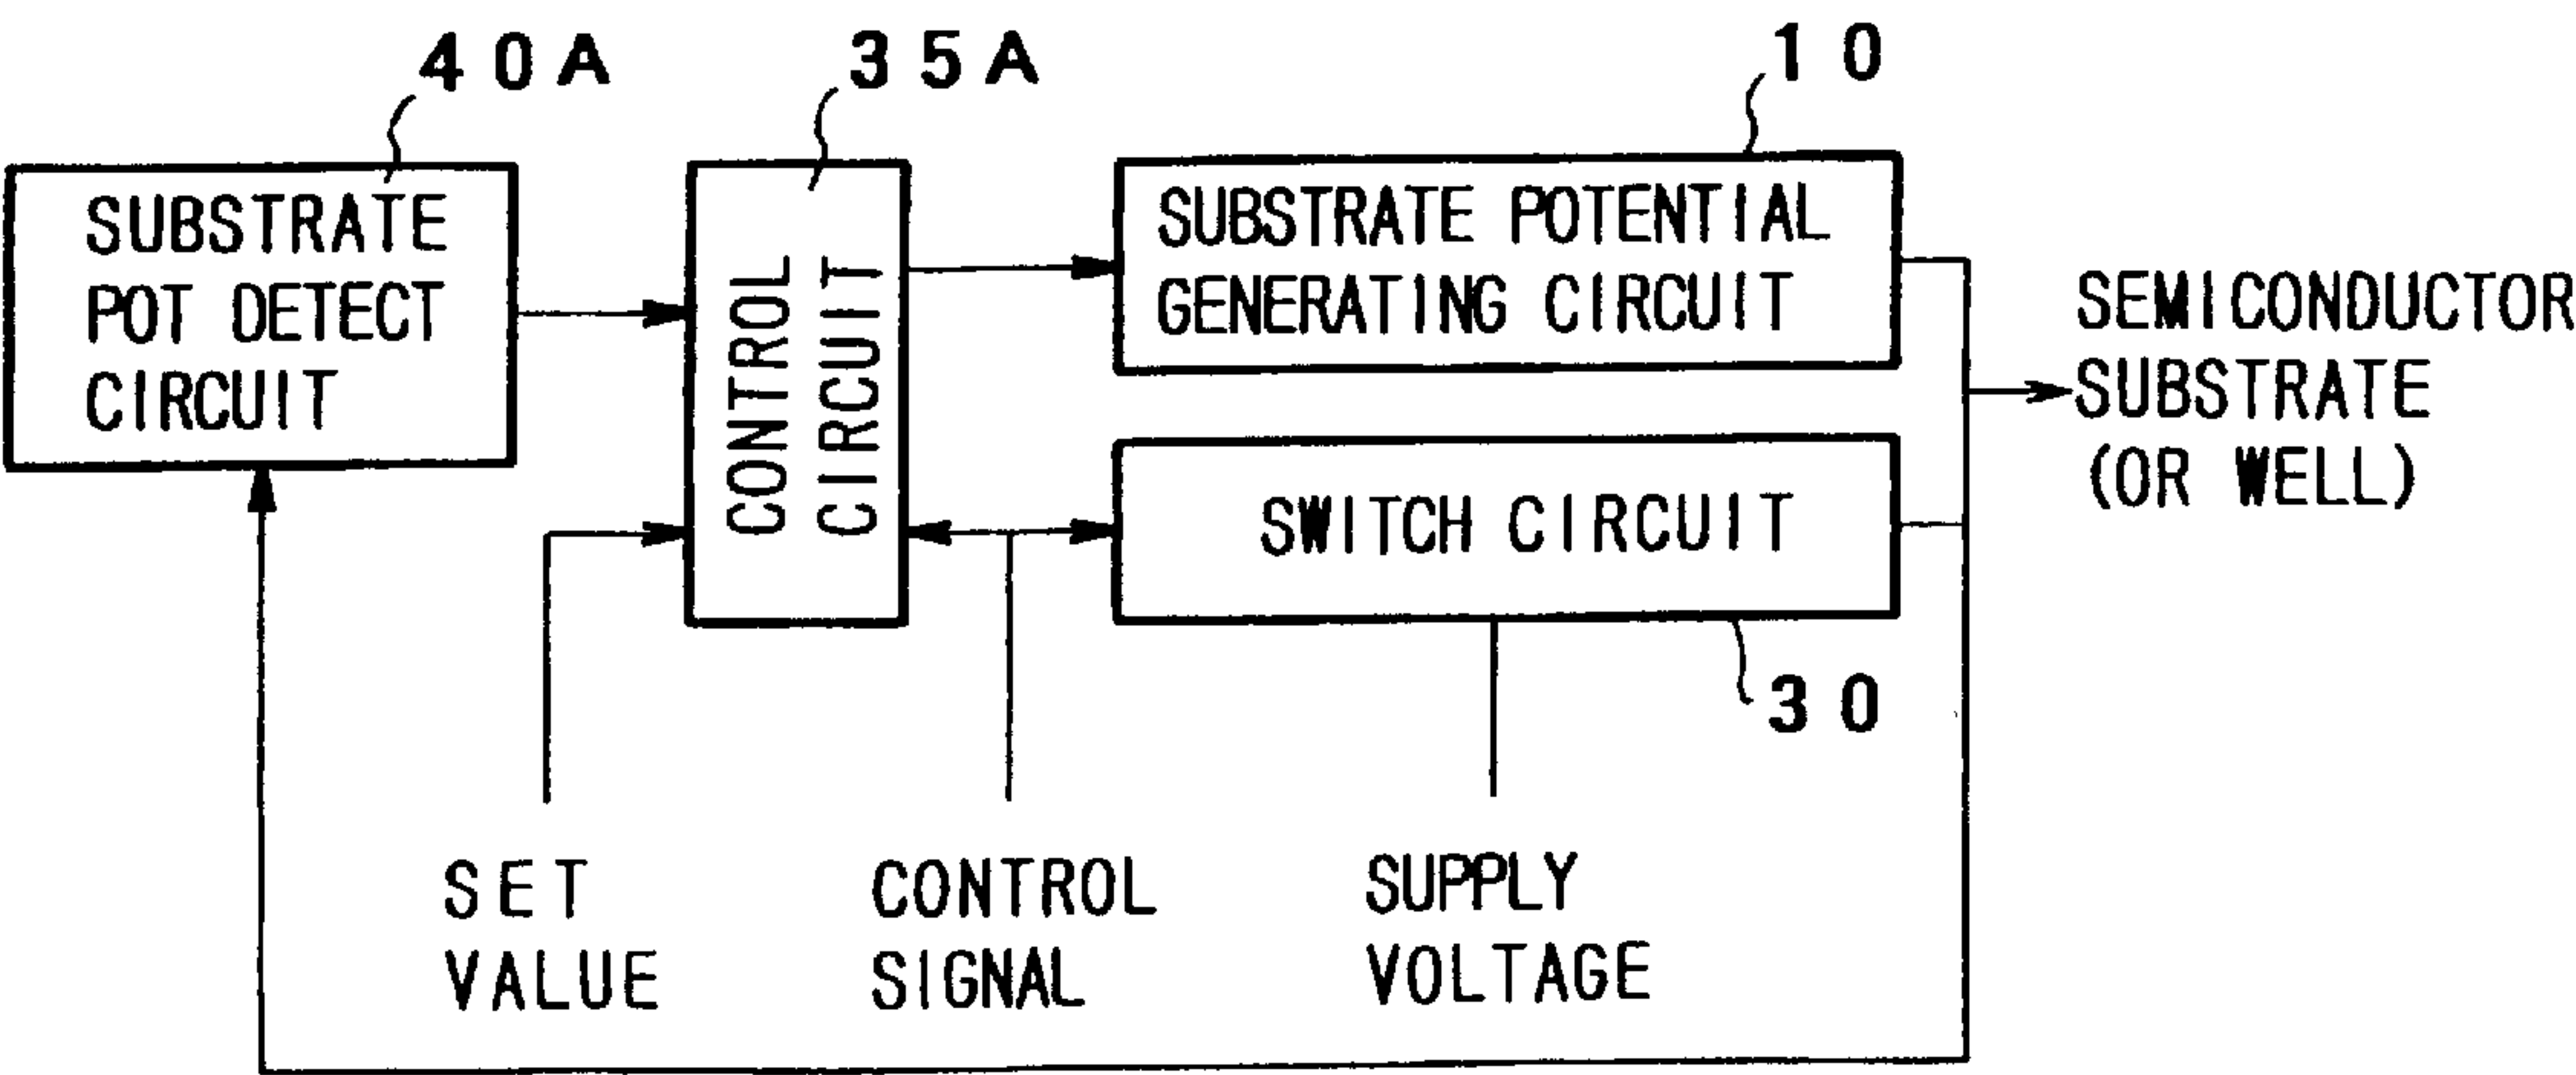 40A
35A
10
SUBSTRATE
POT DETECT
CIRCUIT
CONTROL
CIRCUIT
SUBSTRATE POTENTIAL
GENERATING CIRCUIT
SEMICONDUCTOR
SUBSTRATE
(OR WELL)
SWITCH CIRCUIT
30
SET
VALUE
CONTROL
SIGNAL
SUPPLY
VOLTAGE